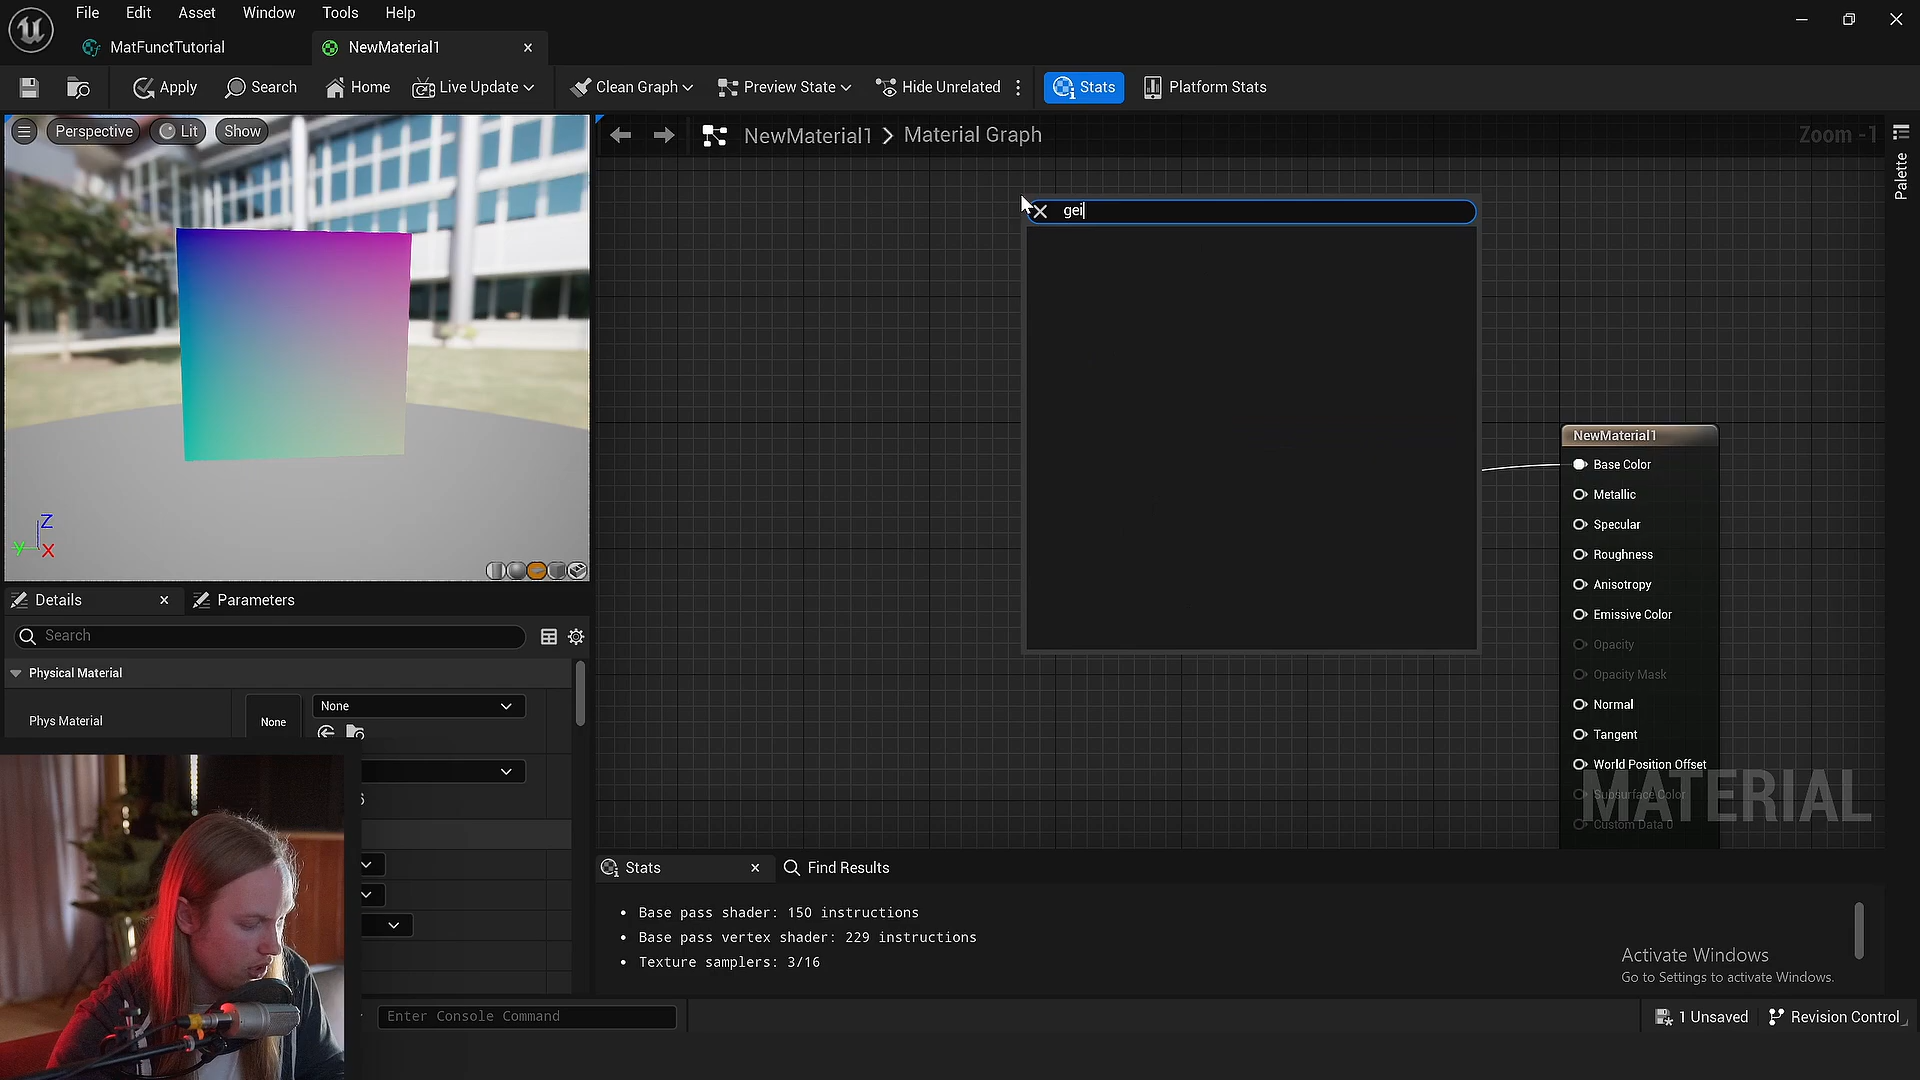 File Edit Asset Window Tools Help
MatFunctTutorial
NewMaterial1
Apply Search Home Live Update Clean Graph Preview State Hide Unrelated Stats Platform Stats
Perspective Lit Show
NewMaterial1 Material Graph
Zoom -1
Palette
gei
Z
Y X
NewMaterial1
Base Color
Metallic
Specular
Roughness
Anisotropy
Emissive Color
Opacity
Opacity Mask
Normal
Tangent
World Position Offset
Subsurface Color
Custom Data 0
MATERIAL
Details
Parameters
Search
Physical Material
Phys Material
None
None
Stats
Find Results
• Base pass shader: 150 instructions
• Base pass vertex shader: 229 instructions
• Texture samplers: 3/16
Activate Windows
Go to Settings to activate Windows.
Enter Console Command
1 Unsaved
Revision Control